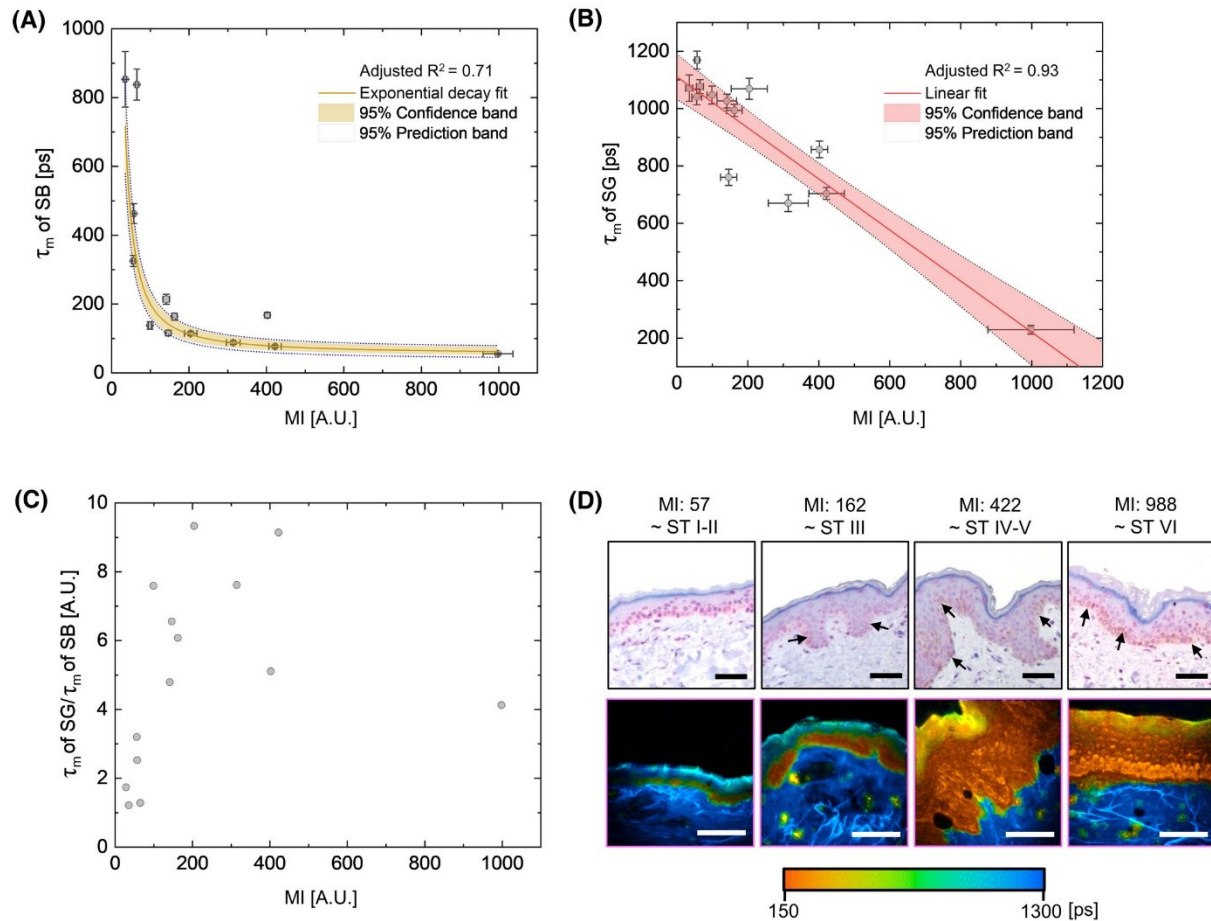 (A)
1000
800
600
400
200
0
τm of SB [ps]
Adjusted R² = 0.71
Exponential decay fit
95% Confidence band
95% Prediction band
0 200 400 600 800 1000
MI [A.U.]
(B)
1200
1000
800
600
400
200
τm of SG [ps]
Adjusted R² = 0.93
Linear fit
95% Confidence band
95% Prediction band
0 200 400 600 800 1000 1200
MI [A.U.]
(C)
10
8
6
4
2
0
τm of SG/ τm of SB [A.U.]
0 200 400 600 800 1000
MI [A.U.]
(D)
MI: 57 MI: 162 MI: 422 MI: 988
~ ST I-II ~ ST III ~ ST IV-V ~ ST VI
150 1300 [ps]